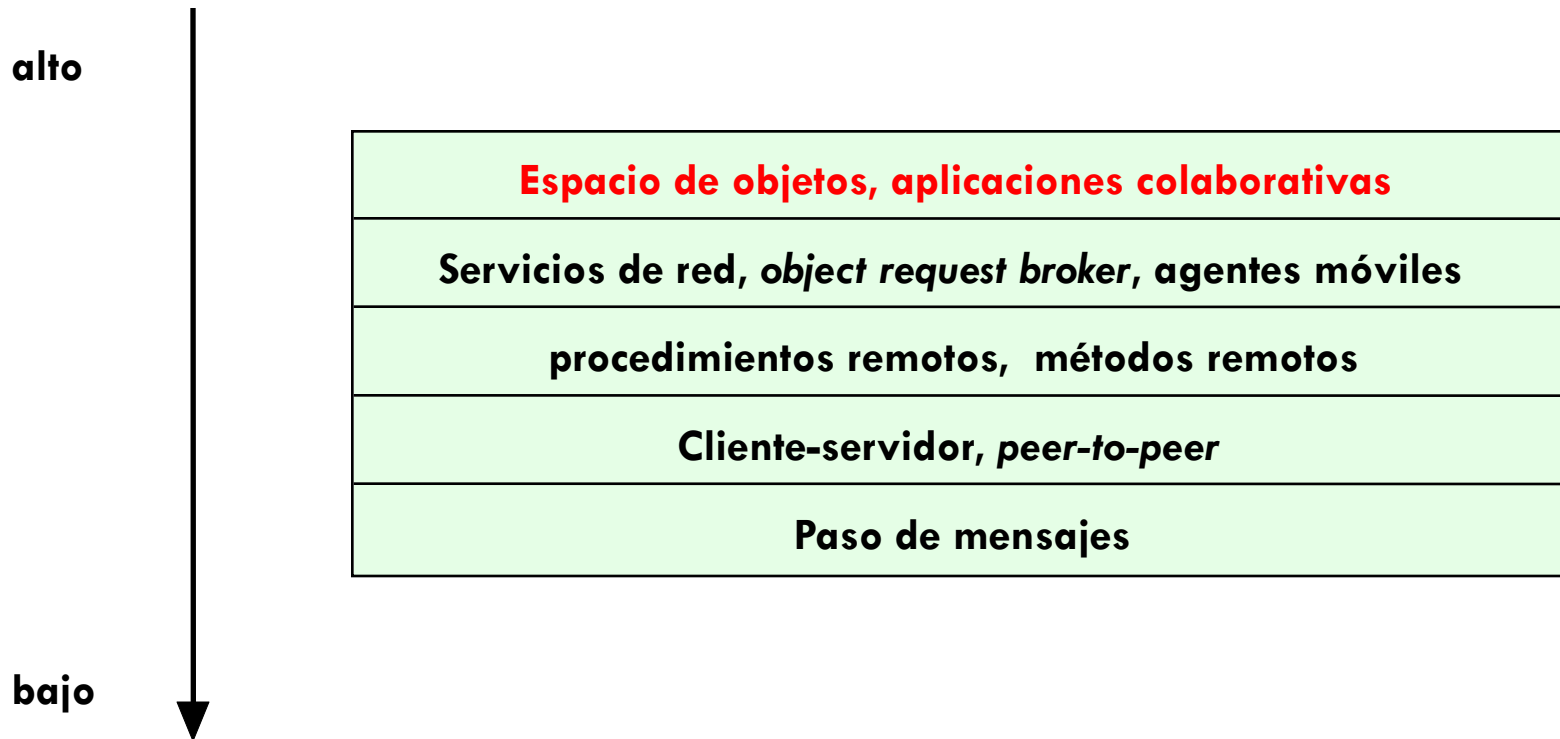 alto
Espacio de objetos, aplicaciones colaborativas
Servicios de red, object request broker, agentes móviles
procedimientos remotos, métodos remotos
Cliente-servidor, peer-to-peer
Paso de mensajes
bajo